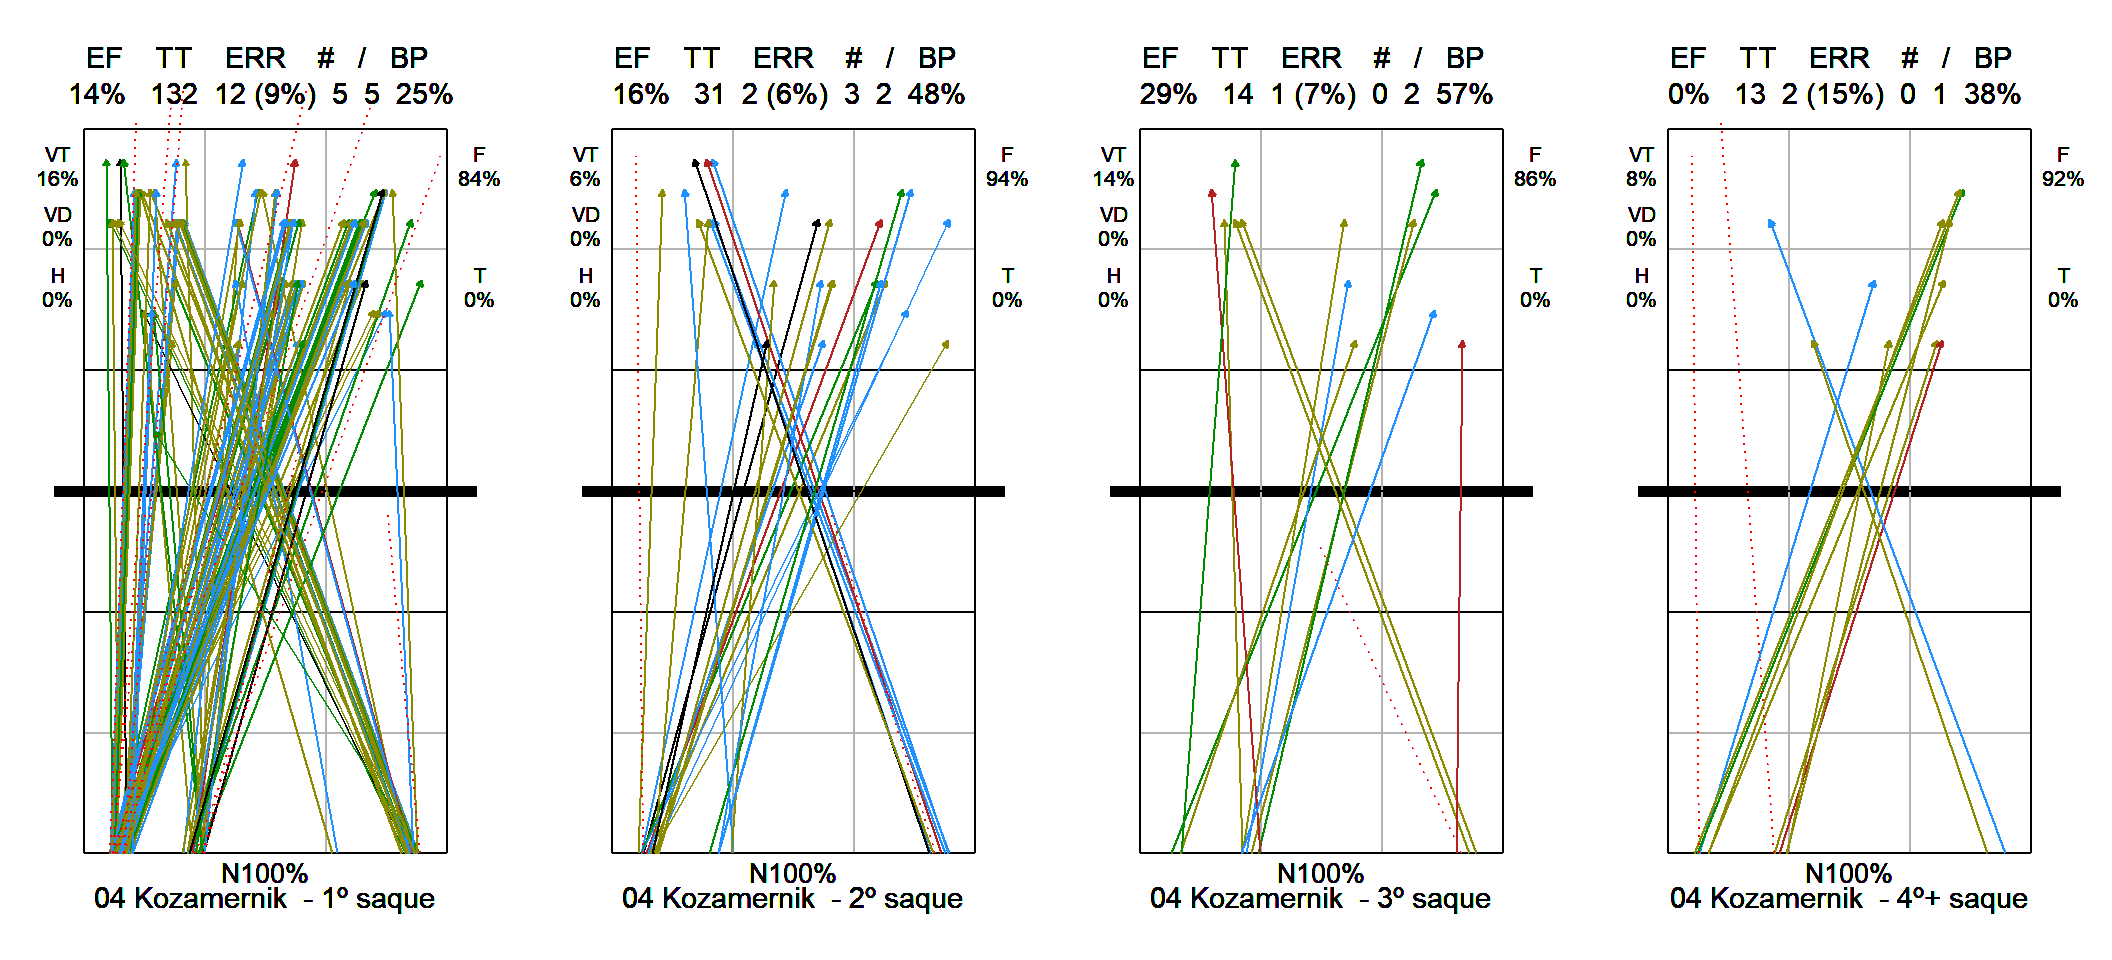 EF TT ERR # / BP
14% 132 12 (9%) 5 5 25%
VT
16%
F
84%
VD
0%
H
0%
T
0%
N100%
04 Kozamernik - 1º saque
EF TT ERR # / BP
16% 31 2 (6%) 3 2 48%
VT
6%
F
94%
VD
0%
H
0%
T
0%
N100%
04 Kozamernik - 2º saque
EF TT ERR # / BP
29% 14 1 (7%) 0 2 57%
VT
14%
F
86%
VD
0%
H
0%
T
0%
N100%
04 Kozamernik - 3º saque
EF TT ERR # / BP
0% 13 2 (15%) 0 1 38%
VT
8%
F
92%
VD
0%
H
0%
T
0%
N100%
04 Kozamernik - 4º+ saque